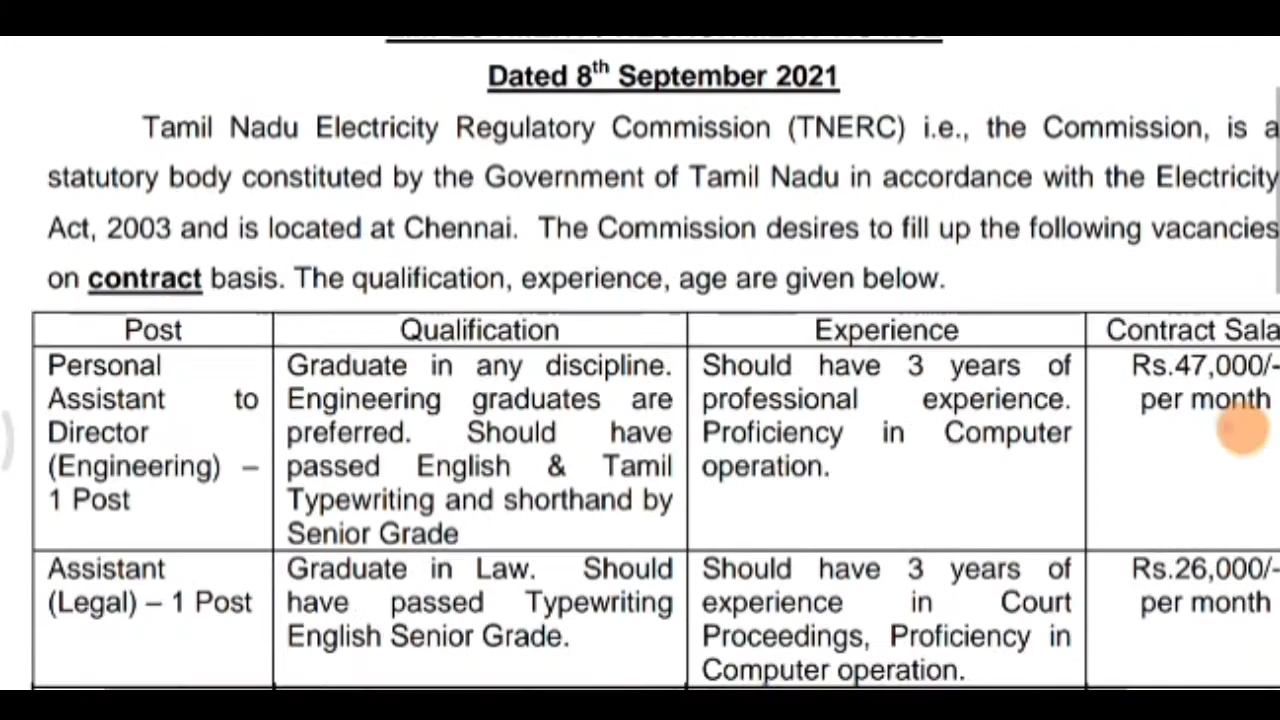 Dated 8th September 2021
Tamil Nadu Electricity Regulatory Commission (TNERC) i.e., the Commission, is a
statutory body constituted by the Government of Tamil Nadu in accordance with the Electricity
Act, 2003 and is located at Chennai. The Commission desires to fill up the following vacancies
on contract basis. The qualification, experience, age are given below.
Post Qualification Experience Contract Sala
Personal Assistant to Director (Engineering) – 1 Post
Graduate in any discipline.
Engineering graduates are
preferred. Should have
passed English & Tamil
Typewriting and shorthand by
Senior Grade
Should have 3 years of
professional experience.
Proficiency in Computer
operation.
Rs.47,000/-
per month
Assistant
(Legal) – 1 Post
Graduate in Law. Should
have passed Typewriting
English Senior Grade.
Should have 3 years of
experience in Court
Proceedings, Proficiency in
Computer operation.
Rs.26,000/-
per month